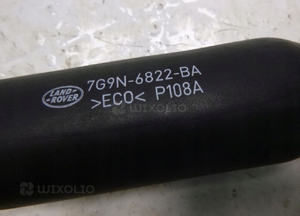 LAND
ROVER
7G9N-6822-BA
>ECO< P108A
WIXOLIO
WIXOLIO